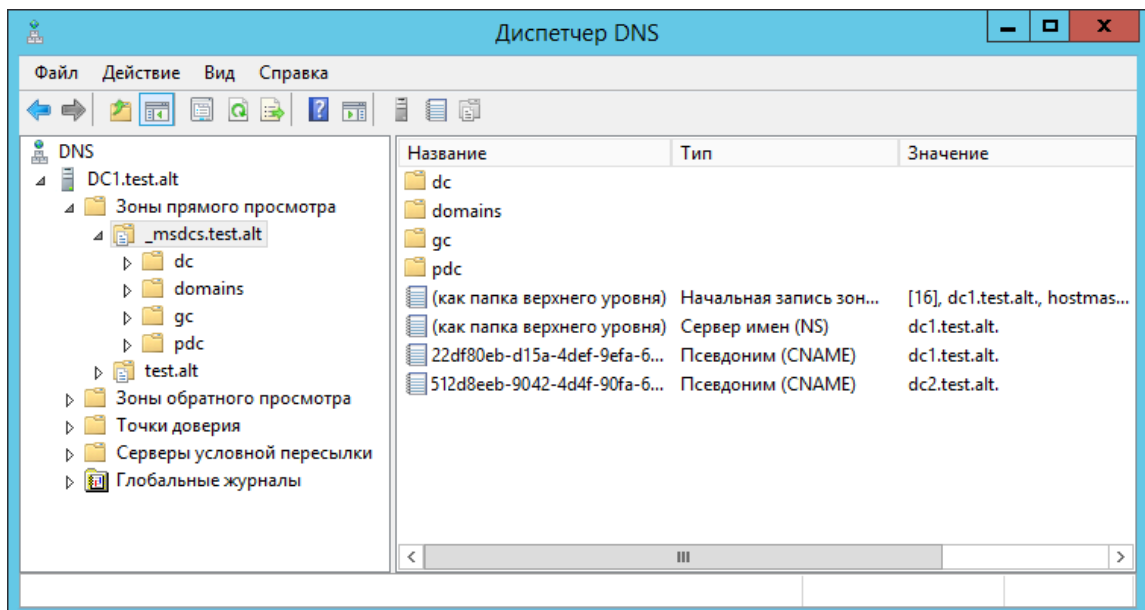 Диспетчер DNS
Файл Действие Вид Справка
DNS
DC1.test.alt
Зоны прямого просмотра
_msdcs.test.alt
dc
domains
gc
pdc
test.alt
Зоны обратного просмотра
Точки доверия
Серверы условной пересылки
Глобальные журналы
Название Тип Значение
dc
domains
gc
pdc
(как папка верхнего уровня) Начальная запись зон... [16], dc1.test.alt., hostmas...
(как папка верхнего уровня) Сервер имен (NS) dc1.test.alt.
22df80eb-d15a-4def-9efa-6... Псевдоним (CNAME) dc1.test.alt.
512d8eeb-9042-4d4f-90fa-6... Псевдоним (CNAME) dc2.test.alt.